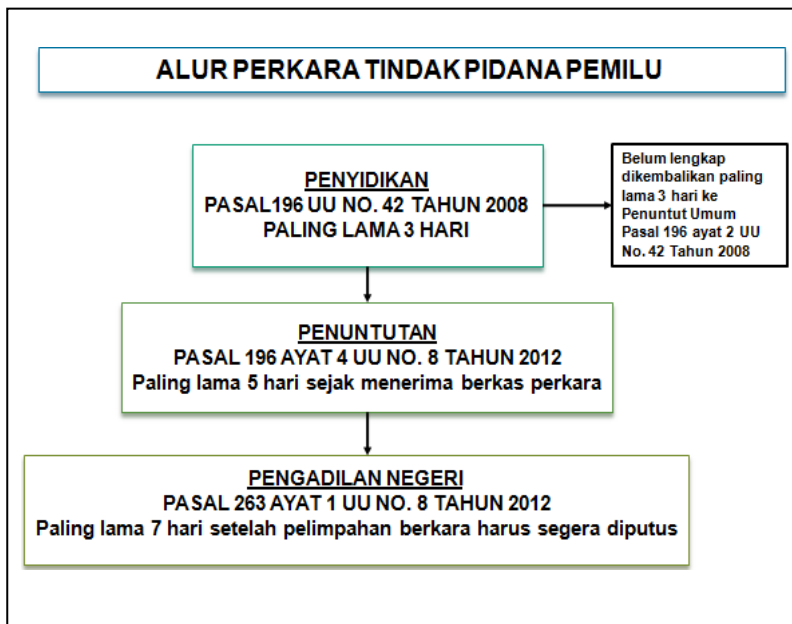 ALUR PERKARA TINDAK PIDANA PEMILU
PENYIDIKAN
PASAL196 UU NO. 42 TAHUN 2008
PALING LAMA 3 HARI
Belum lengkap
dikembalikan paling
lama 3 hari ke
Penuntut Umum
Pasal 196 ayat 2 UU
No. 42 Tahun 2008
PENUNTUTAN
PASAL 196 AYAT 4 UU NO. 8 TAHUN 2012
Paling lama 5 hari sejak menerima berkas perkara
PENGADILAN NEGERI
PASAL 263 AYAT 1 UU NO. 8 TAHUN 2012
Paling lama 7 hari setelah pelimpahan berkara harus segera diputus